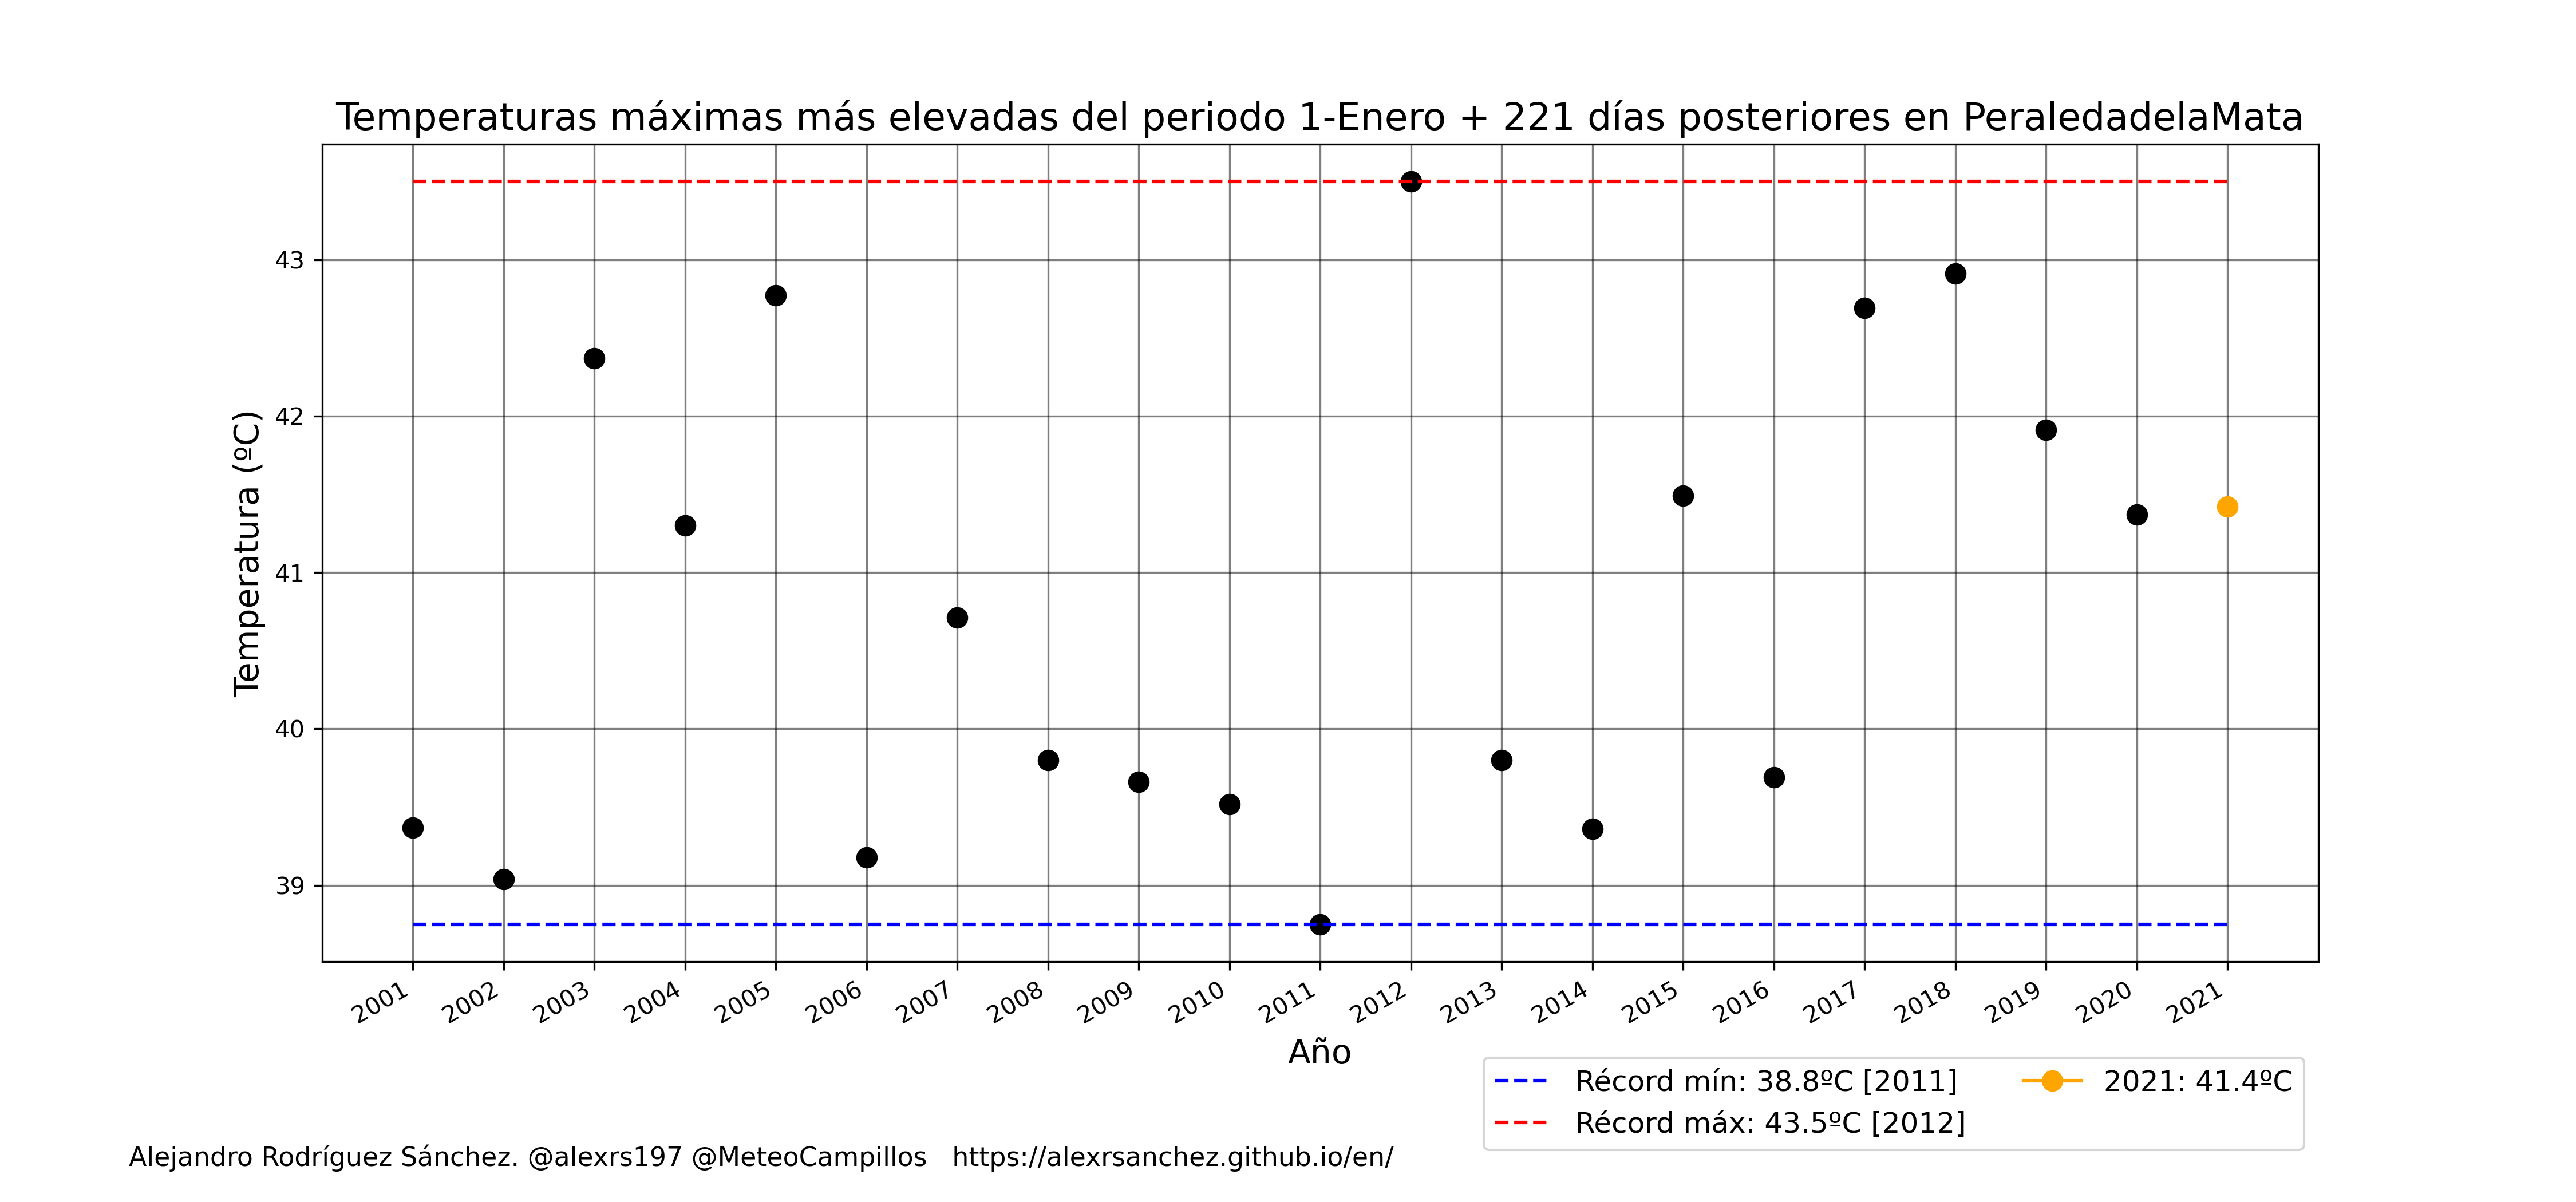 Temperaturas máximas más elevadas del periodo 1-Enero + 221 días posteriores en PeraledadelaMata
Temperatura (ºC)
43
42
41
40
39
2001 2002 2003 2004 2005 2006 2007 2008 2009 2010 2011 2012 2013 2014 2015 2016 2017 2018 2019 2020 2021
Año
Récord mín: 38.8ºC [2011]
Récord máx: 43.5ºC [2012]
2021: 41.4ºC
Alejandro Rodríguez Sánchez. @alexrs197 @MeteoCampillos https://alexrsanchez.github.io/en/